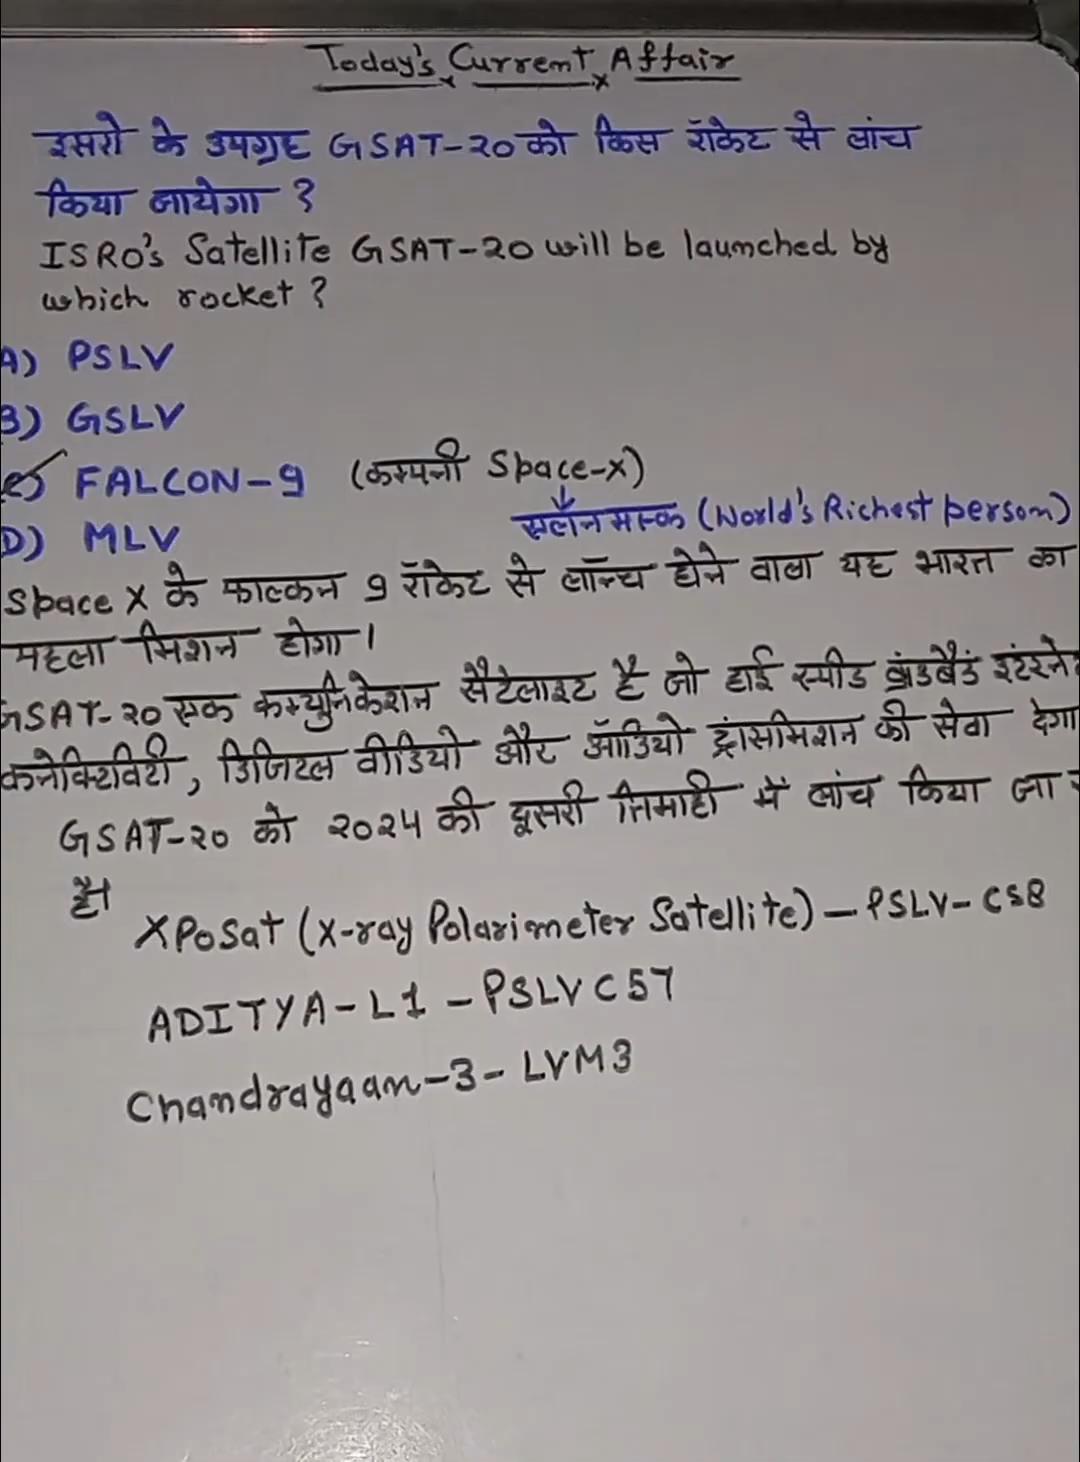 Today's Current Affair
इसरो के उपग्रह GSAT-20 को किस रॉकेट से लांच
किया जायेगा ?
ISRO's Satellite GSAT-20 will be launched by
which rocket ?
A) PSLV
B) GSLV
C) FALCON-9 (कम्पनी Space-X)
एलन मस्क (World's Richest person)
D) MLV
Space X के फाल्कन 9 रॉकेट से लॉन्च होने वाला यह भारत का
पहला मिशन होगा।
GSAT-20 एक कम्युनिकेशन सैटेलाइट है जो हाई स्पीड ब्रांडबैंड इंटरनेट
कनेक्टिविटी, डिजिटल वीडियो और ऑडियो ट्रांसमिशन की सेवा देगा
GSAT-20 को 2024 की दूसरी तिमाही में लांच किया जा
है।
XPoSat (X-ray Polarimeter Satellite) – PSLV-C58
ADITYA-L1 – PSLV C57
Chandrayaan-3 - LVM3